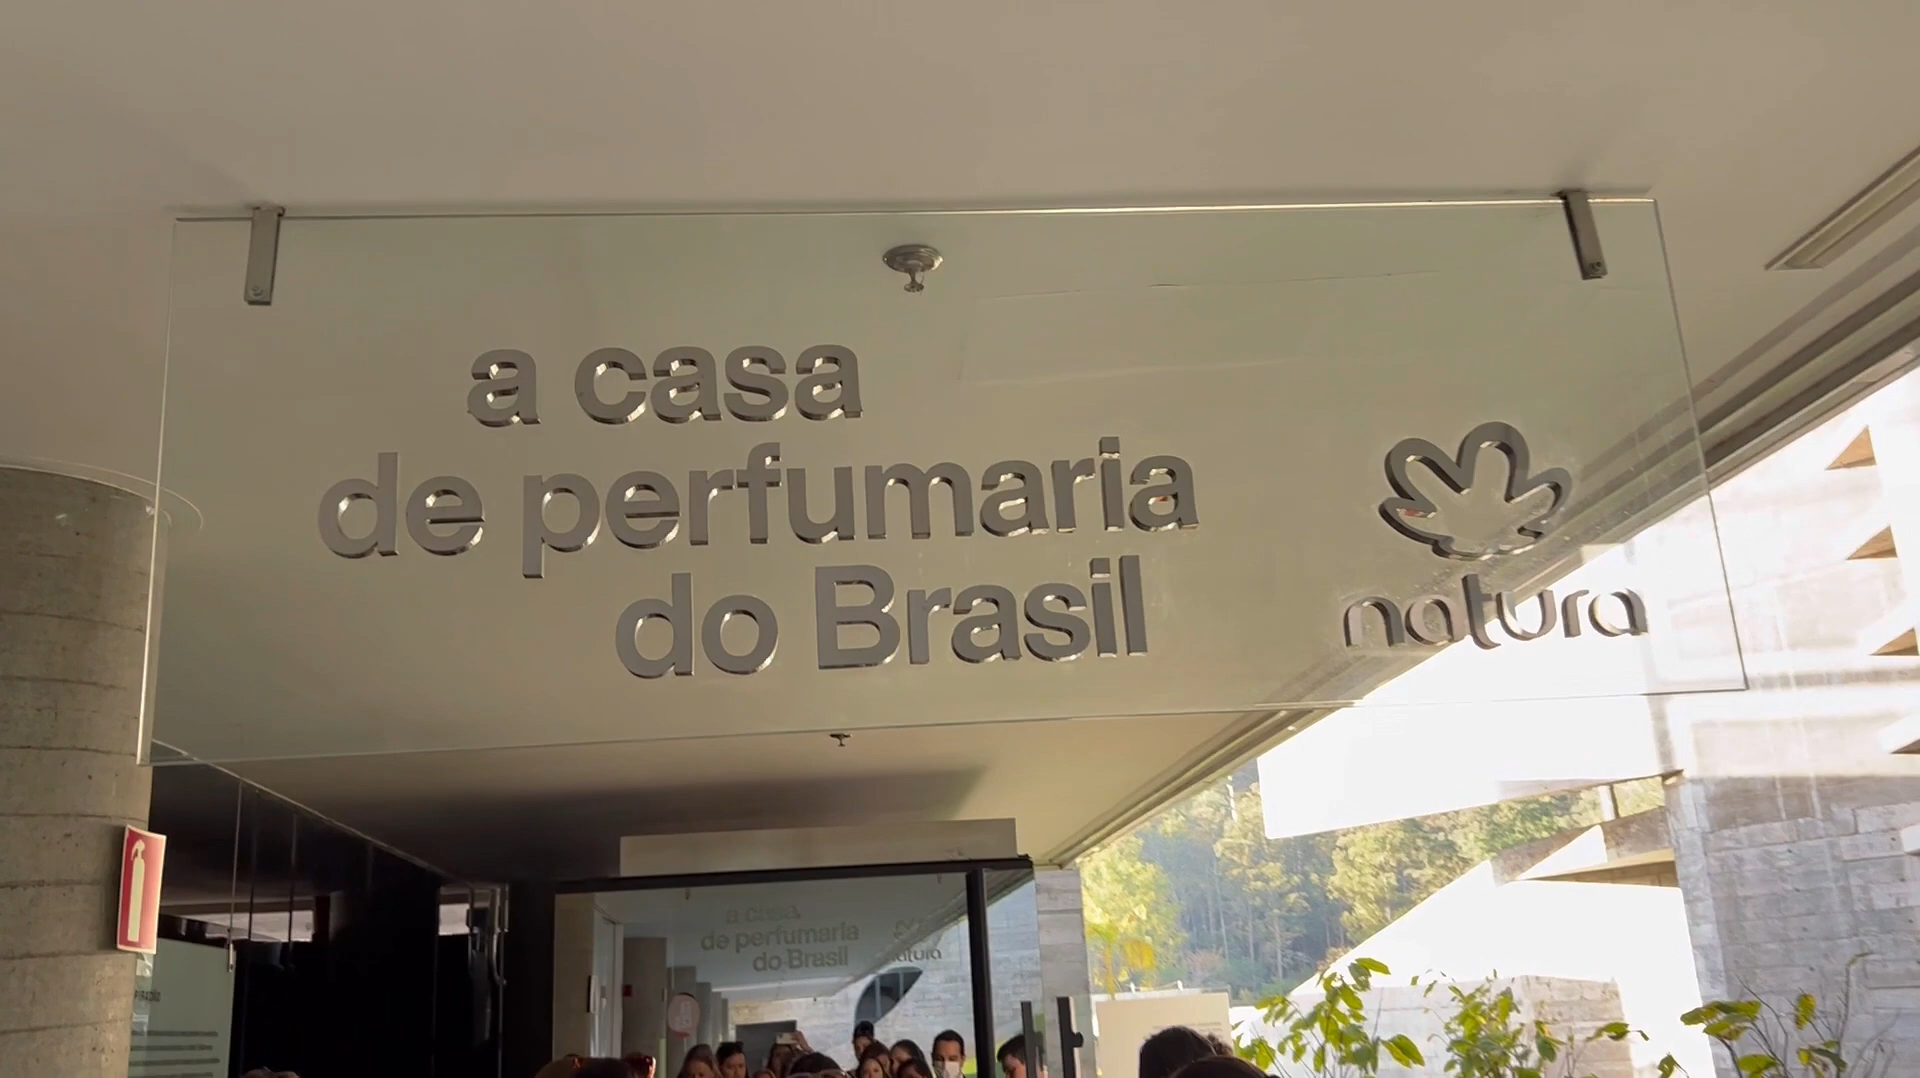 a casa
de perfumaria
do Brasil
natura
a casa
de perfumaria
do Brasil
natura